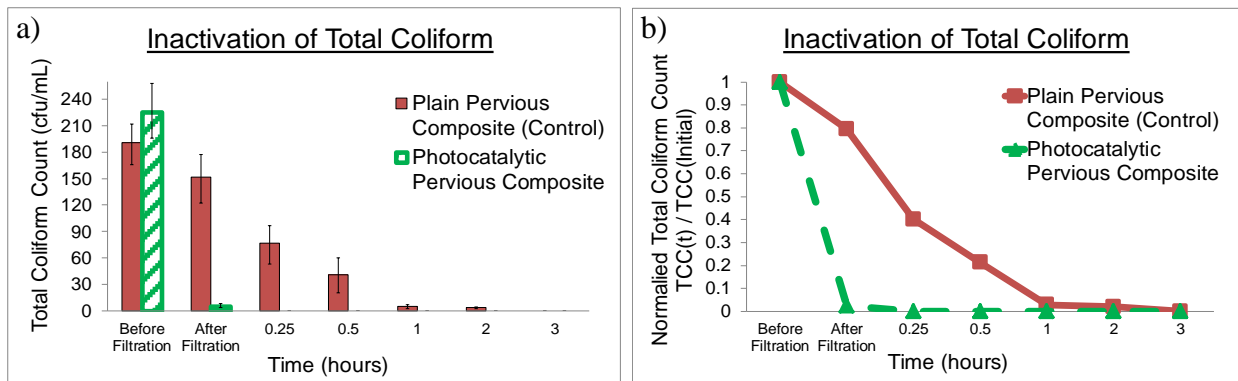 a)
Inactivation of Total Coliform
Total Coliform Count (cfu/mL)
240
210
180
150
120
90
60
30
0
Plain Pervious
Composite (Control)
Photocatalytic
Pervious Composite
Before
Filtration
After
Filtration
0.25
0.5
1
2
3
Time (hours)
b)
Inactivation of Total Coliform
Normalied Total Coliform Count
TCC(t) / TCC(Initial)
1
0.9
0.8
0.7
0.6
0.5
0.4
0.3
0.2
0.1
0
Plain Pervious
Composite (Control)
Photocatalytic
Pervious Composite
Before
Filtration
After
Filtration
0.25
0.5
1
2
3
Time (hours)